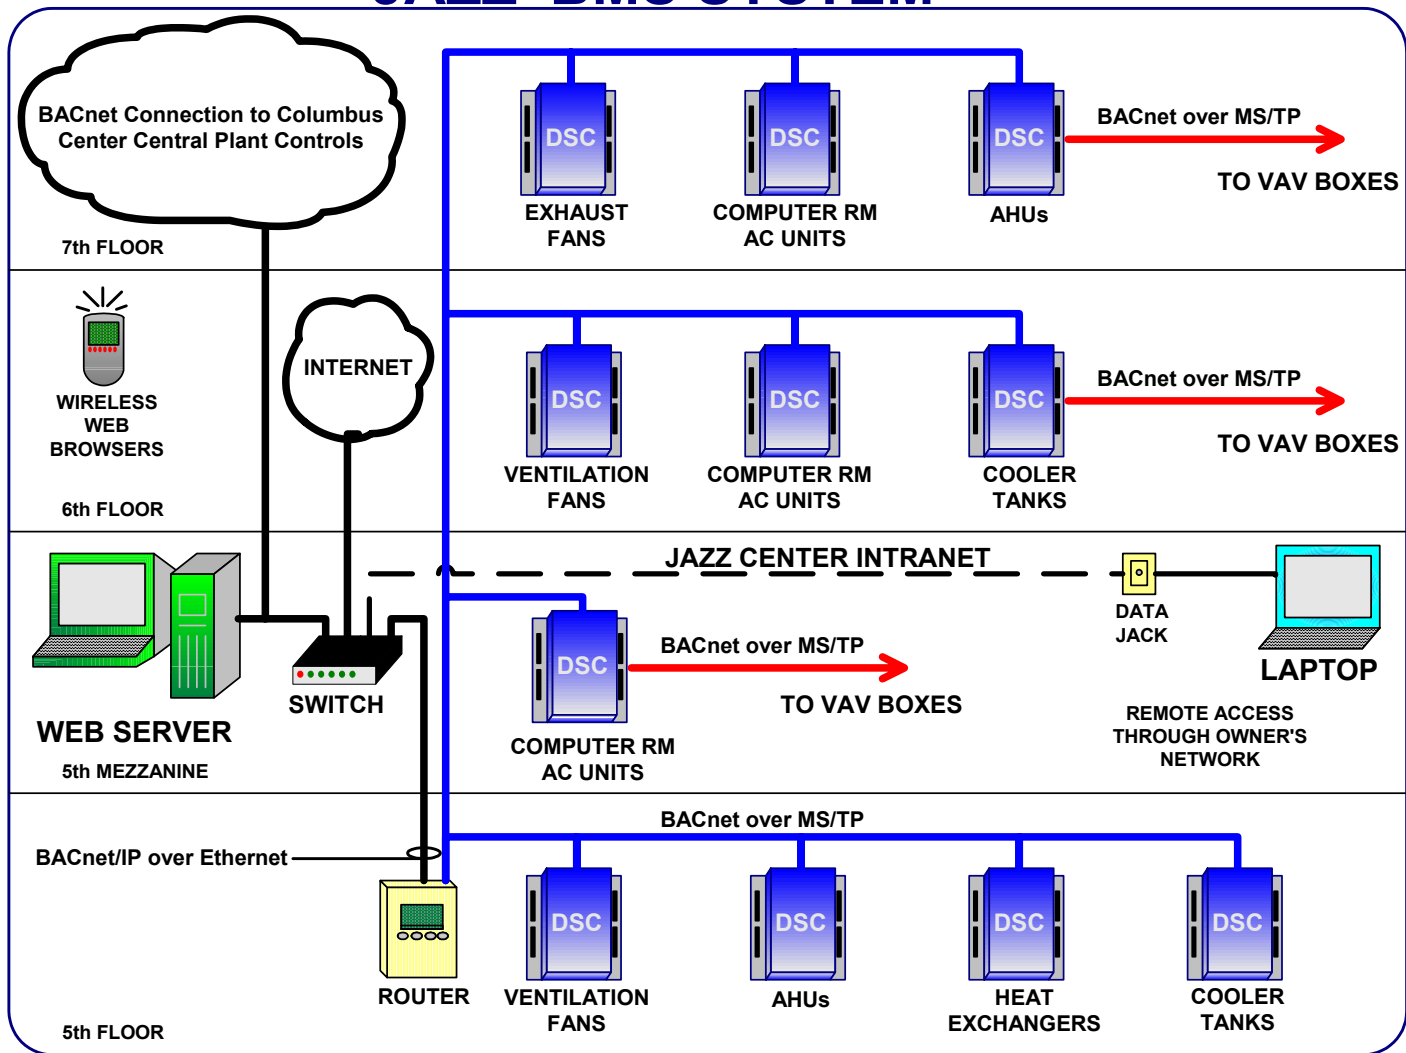 JAZZ BMS SYSTEM
BACnet Connection to Columbus
Center Central Plant Controls
7th FLOOR
DSC
DSC
DSC
BACnet over MS/TP
TO VAV BOXES
EXHAUST
FANS
COMPUTER RM
AC UNITS
AHUs
WIRELESS
WEB
BROWSERS
6th FLOOR
INTERNET
DSC
DSC
DSC
BACnet over MS/TP
TO VAV BOXES
VENTILATION
FANS
COMPUTER RM
AC UNITS
COOLER
TANKS
JAZZ CENTER INTRANET
WEB SERVER
5th MEZZANINE
SWITCH
DSC
BACnet over MS/TP
TO VAV BOXES
COMPUTER RM
AC UNITS
DATA
JACK
LAPTOP
REMOTE ACCESS
THROUGH OWNER'S
NETWORK
BACnet over MS/TP
BACnet/IP over Ethernet
ROUTER
DSC
DSC
DSC
DSC
VENTILATION
FANS
AHUs
HEAT
EXCHANGERS
COOLER
TANKS
5th FLOOR